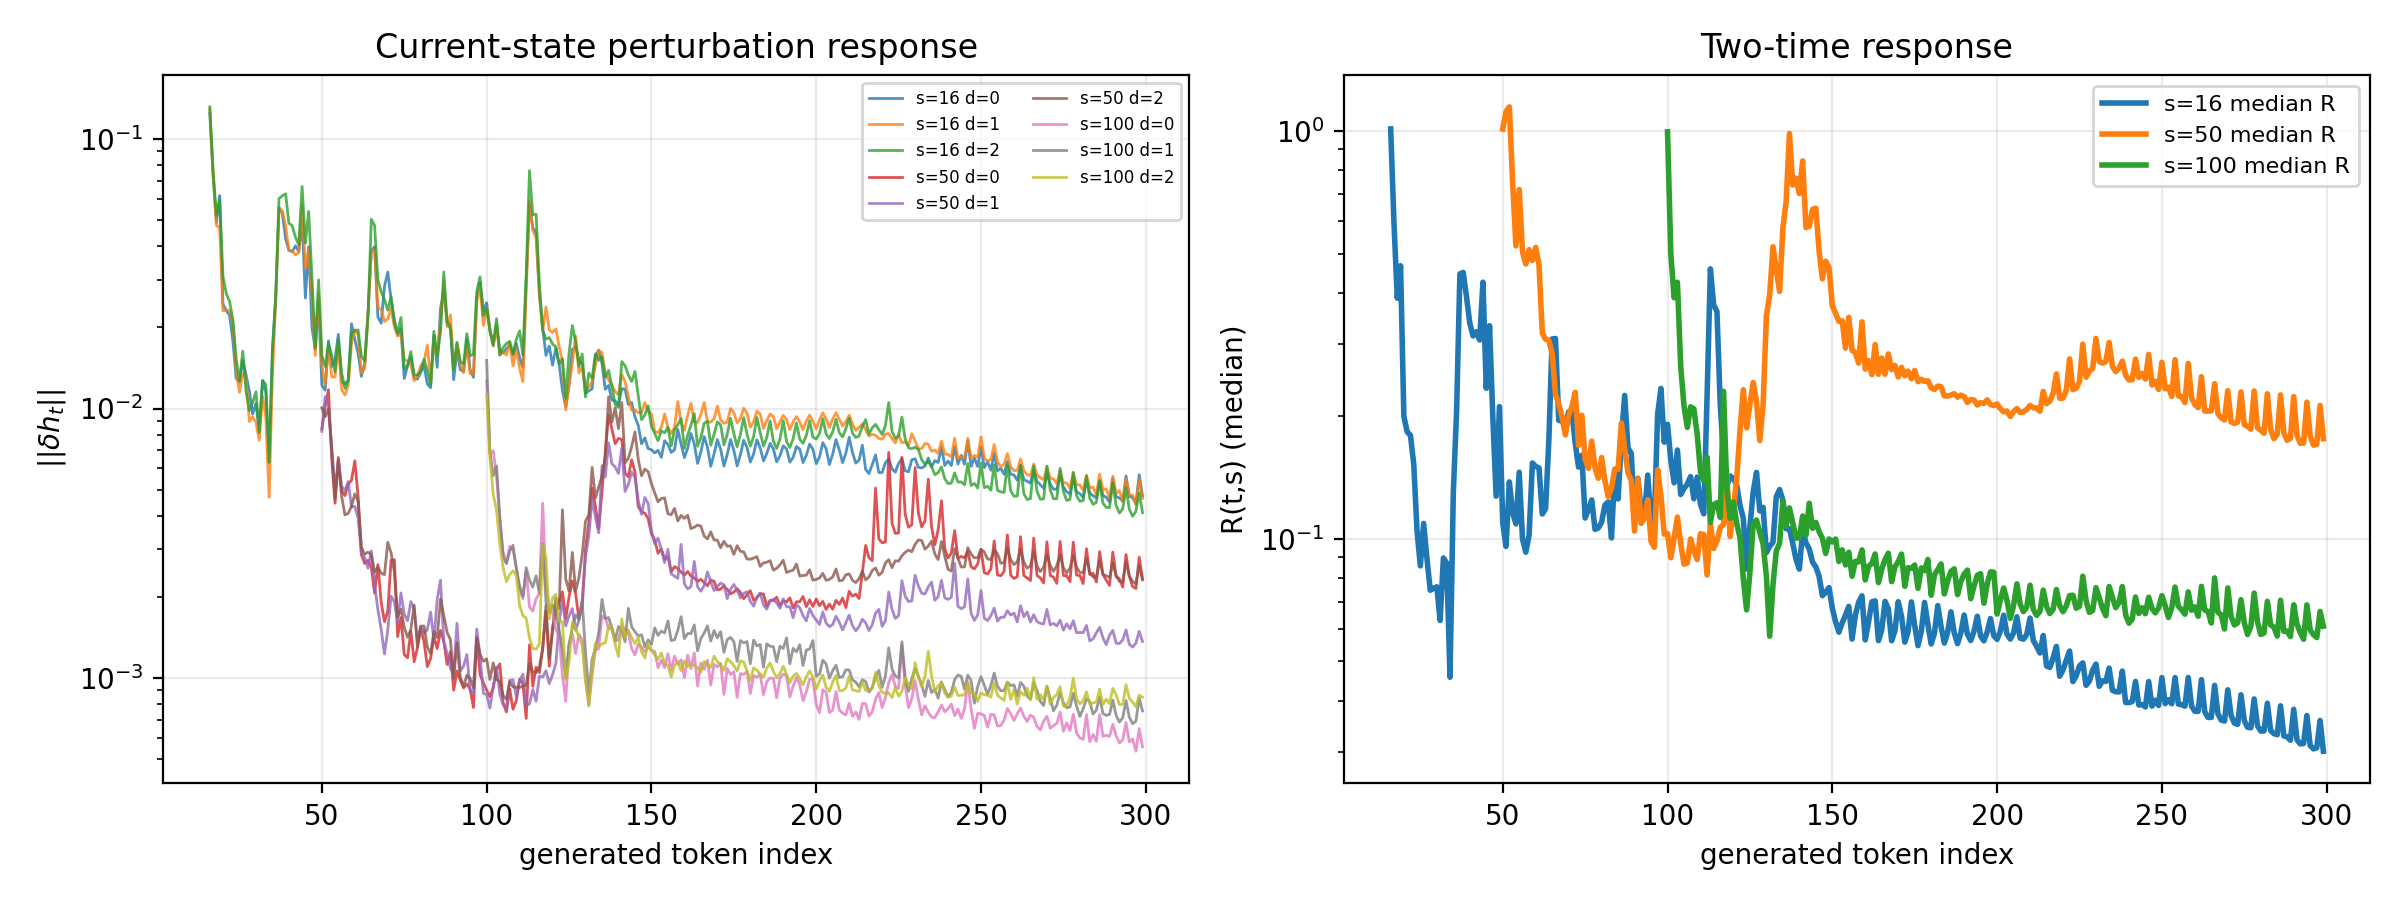 Current-state perturbation response
||δhₜ||
10⁻¹
10⁻²
10⁻³
s=16 d=0
s=16 d=1
s=16 d=2
s=50 d=0
s=50 d=1
s=50 d=2
s=100 d=0
s=100 d=1
s=100 d=2
50 100 150 200 250 300
generated token index
Two-time response
R(t,s) (median)
10⁰
10⁻¹
s=16 median R
s=50 median R
s=100 median R
50 100 150 200 250 300
generated token index